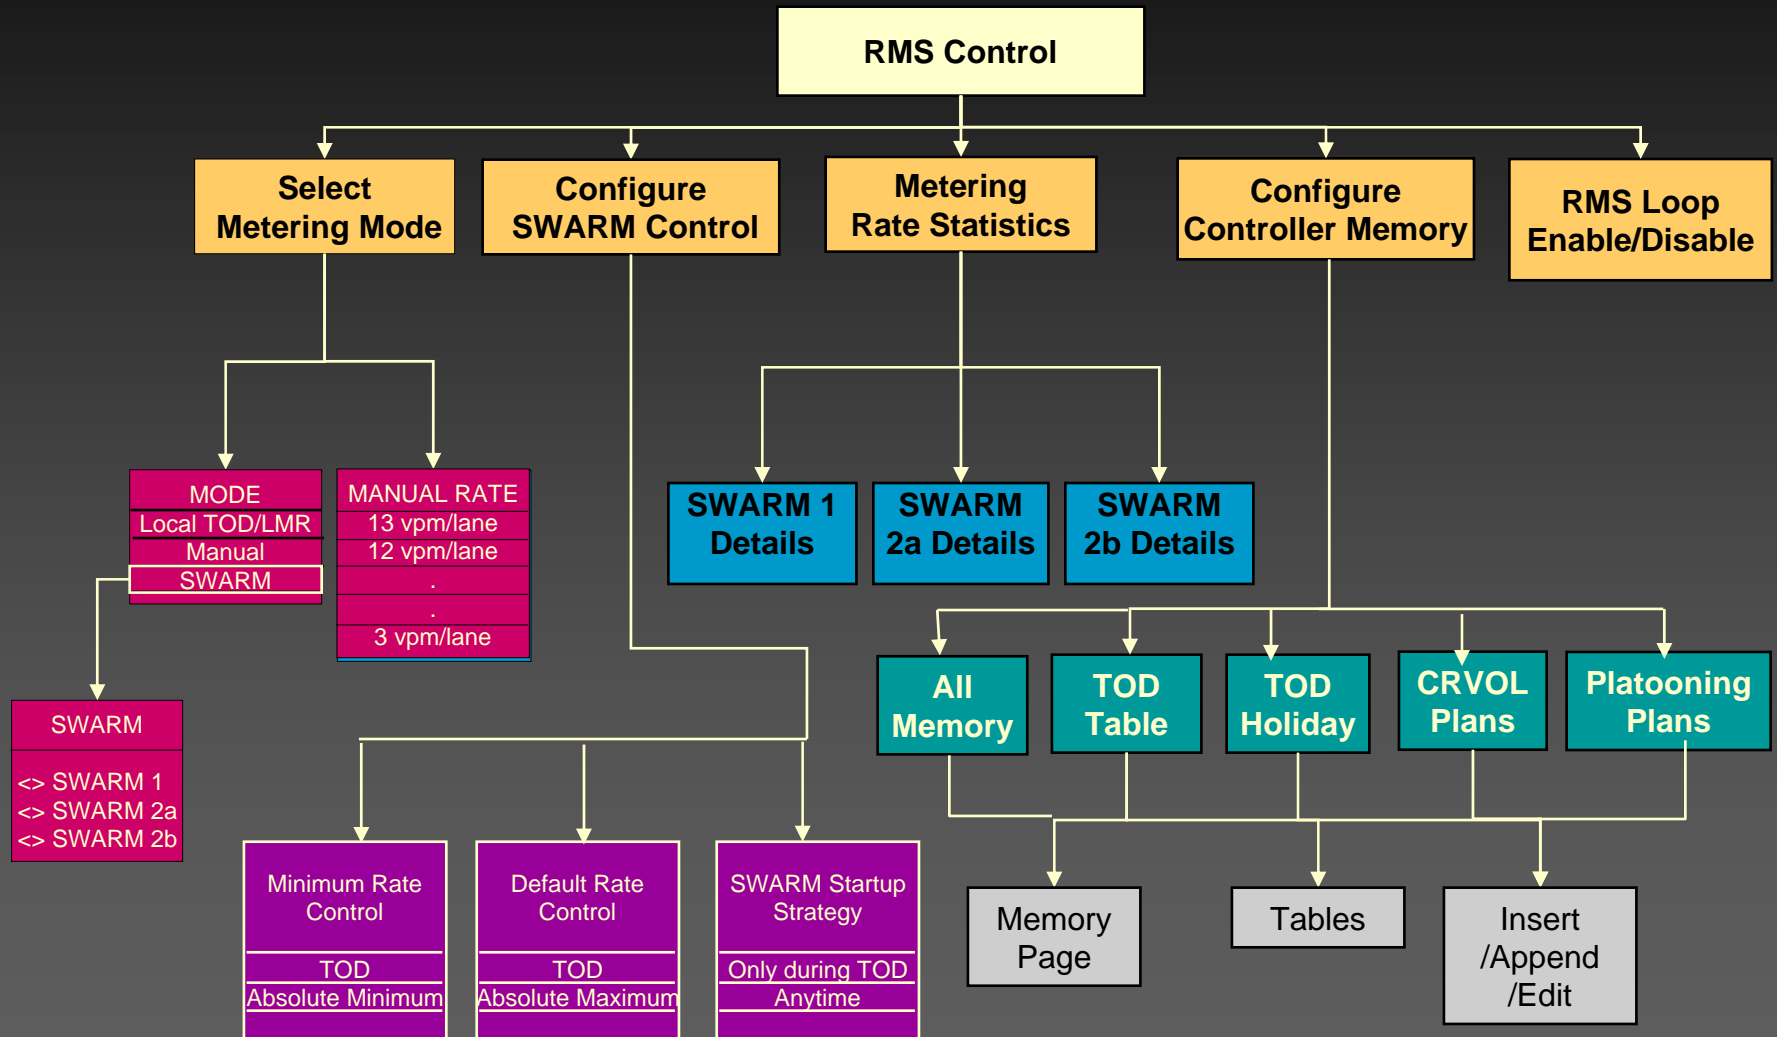 RMS Control
Select
Metering Mode
Configure
SWARM Control
Metering
Rate Statistics
Configure
Controller Memory
RMS Loop
Enable/Disable
MODE
Local TOD/LMR
Manual
SWARM
MANUAL RATE
13 vpm/lane
12 vpm/lane
.
.
3 vpm/lane
SWARM 1
Details
SWARM
2a Details
SWARM
2b Details
SWARM
<> SWARM 1
<> SWARM 2a
<> SWARM 2b
All
Memory
TOD
Table
TOD
Holiday
CRVOL
Plans
Platooning
Plans
Minimum Rate
Control
TOD
Absolute Minimum
Default Rate
Control
TOD
Absolute Maximum
SWARM Startup
Strategy
Only during TOD
Anytime
Memory
Page
Tables
Insert
/Append
/Edit